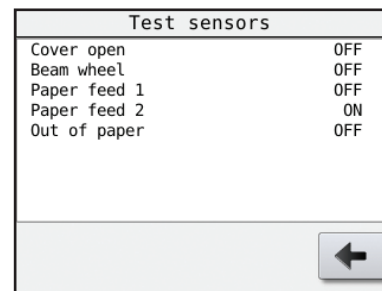 Test sensors
Cover open OFF
Beam wheel OFF
Paper feed 1 OFF
Paper feed 2 ON
Out of paper OFF